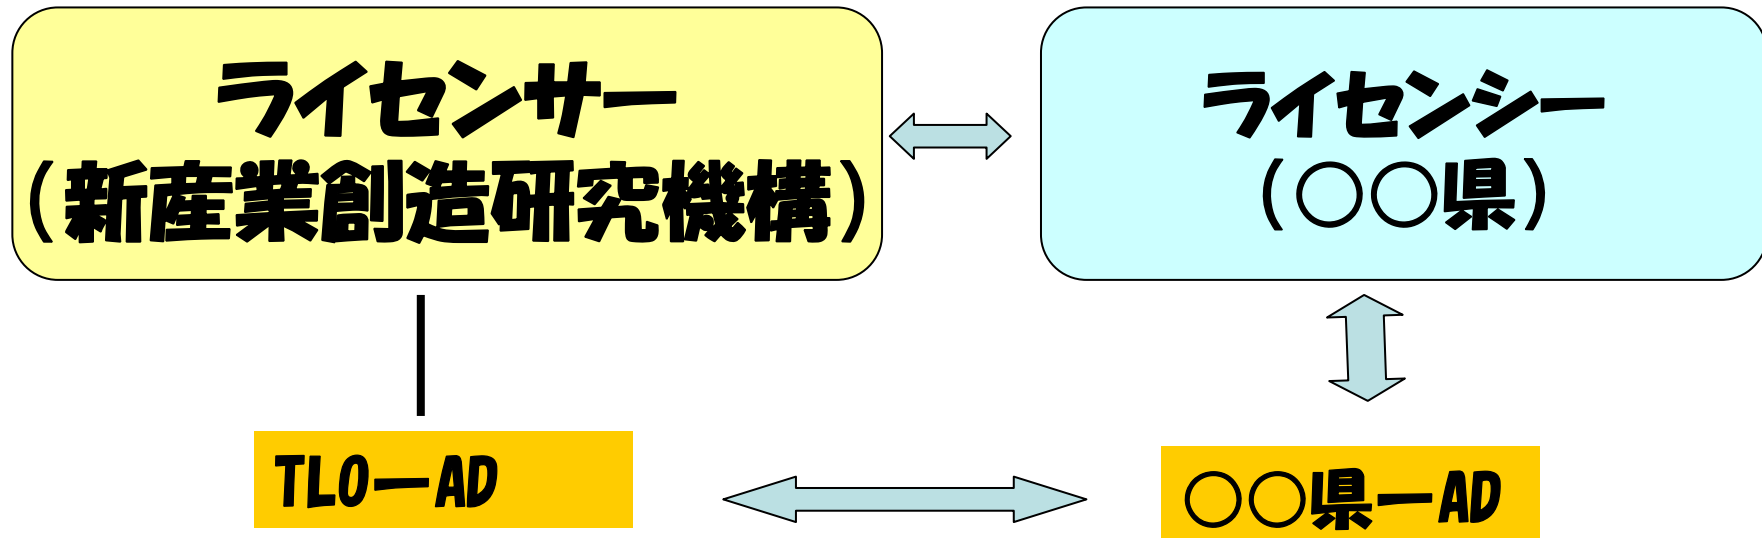 ライセンサー
（新産業創造研究機構）
ライセンシー
（○○県）
TLO－AD
○○県－AD